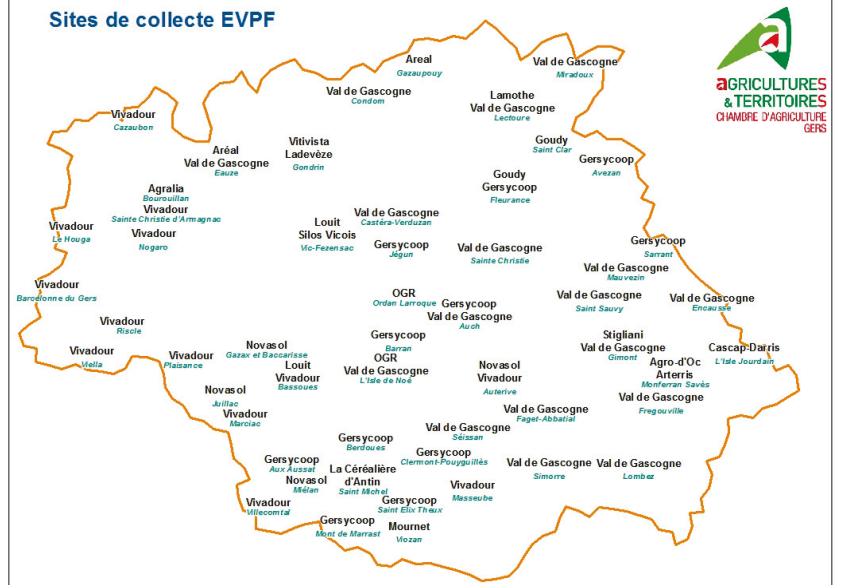 Sites de collecte EVPF
a
aGRICULTURES
& TERRITOIRES
CHAMBRE D'AGRICULTURE
GERS
Areal
Gazaupouy
Val de Gascogne
Miradoux
Val de Gascogne
Condom
Lamothe
Val de Gascogne
Lectoure
Vivadour
Cazaubon
Vitivista
Ladevèze
Gondrin
Goudy
Saint Clar
Aréal
Val de Gascogne
Eauze
Gersycoop
Avezan
Goudy
Gersycoop
Fleurance
Agralia
Bourouillan
Vivadour
Sainte Christie d'Armagnac
Vivadour
Nogaro
Vivadour
Le Houga
Louit
Silos Vicois
Vic-Fezensac
Val de Gascogne
Castéra-Verduzan
Gersycoop
Jégun
Val de Gascogne
Sainte Christie
Gersycoop
Sarrant
Val de Gascogne
Mauvezin
Vivadour
Barcelonne du Gers
OGR
Ordan Larroque
Gersycoop
Val de Gascogne
Auch
Val de Gascogne
Saint Sauvy
Val de Gascogne
Encausse
Vivadour
Riscle
Gersycoop
Barran
Stigliani
Val de Gascogne
Gimont
Cascap-Darris
L'Isle Jourdain
Vivadour
Viella
Vivadour
Plaisance
Novasol
Gazax et Baccarisse
Louit
Vivadour
Bassoues
OGR
Val de Gascogne
L'Isle de Noé
Novasol
Vivadour
Auterive
Agro-d'Oc
Arterris
Monferran Savès
Val de Gascogne
Fregouville
Novasol
Juillac
Vivadour
Marciac
Val de Gascogne
Faget-Abbatial
Val de Gascogne
Séissan
Gersycoop
Berdoues
Gersycoop
Clermont-Pouyguillès
Gersycoop
Aux Aussat
Novasol
Miélan
La Céréalière
d'Antin
Saint Michel
Val de Gascogne
Simorre
Val de Gascogne
Lombez
Vivadour
Masseube
Vivadour
Villecomtal
Gersycoop
Saint Elix Theux
Gersycoop
Mont de Marrast
Mournet
Viozan